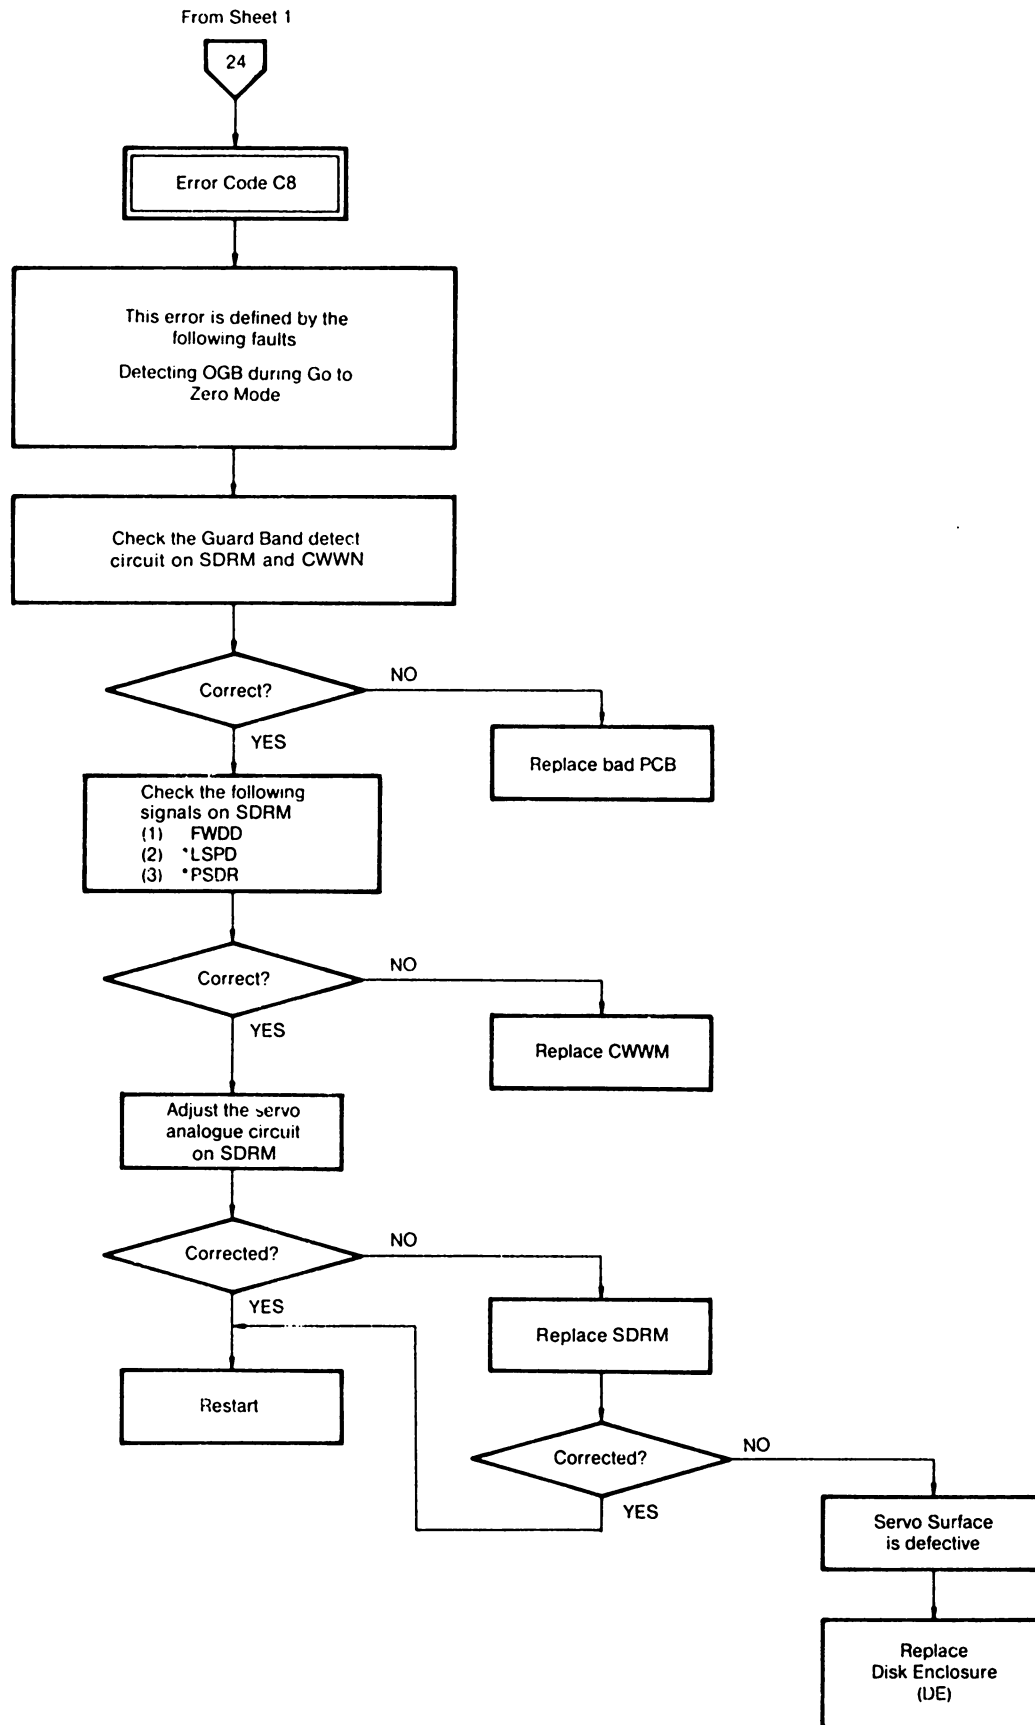 From Sheet 1
24
Error Code C8
This error is defined by the
following faults
Detecting OGB during Go to
Zero Mode
Check the Guard Band detect
circuit on SDRM and CWWN
Correct?
NO
YES
Replace bad PCB
Check the following
signals on SDRM
(1) FWDD
(2) *LSPD
(3) *PSDR
Correct?
NO
YES
Replace CWWM
Adjust the servo
analogue circuit
on SDRM
Corrected?
NO
YES
Replace SDRM
Restart
Corrected?
NO
YES
Servo Surface
is defective
Replace
Disk Enclosure
(DE)